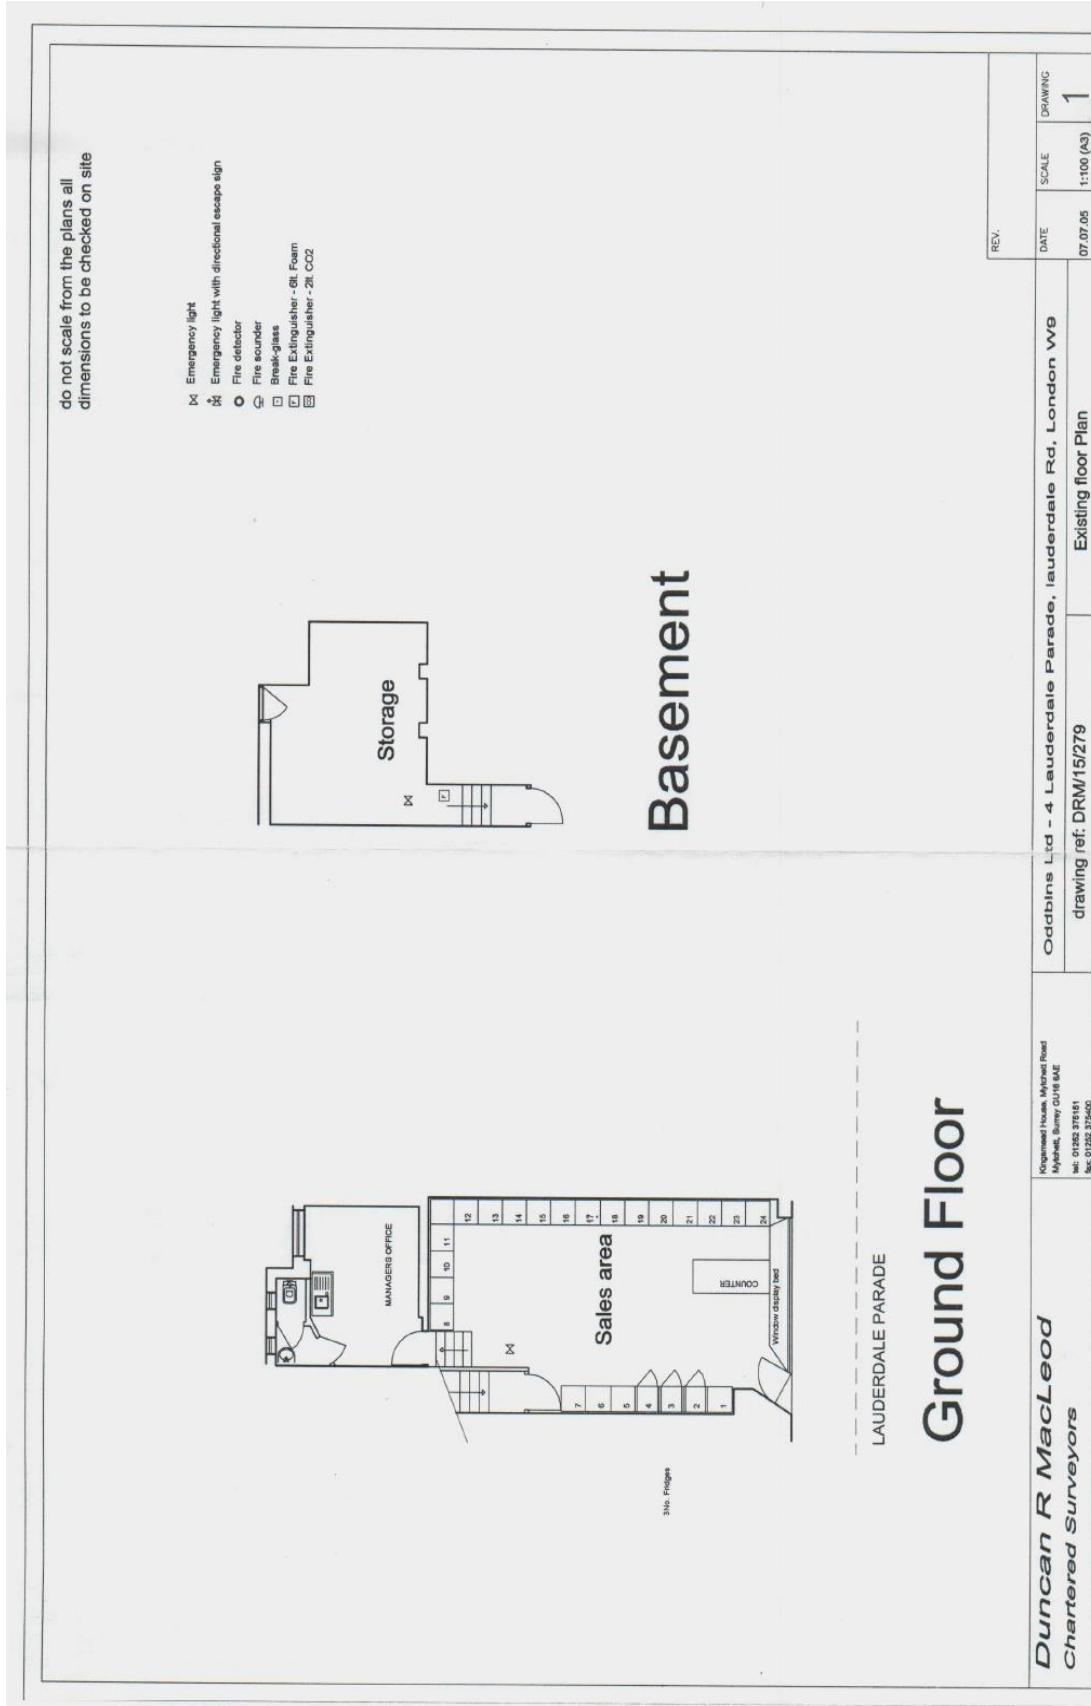 do not scale from the plans all
dimensions to be checked on site
Emergency light
Emergency light with directional escape sign
Fire detector
Fire sounder
Break-glass
F Fire Extinguisher - 6lt. Foam
Fire Extinguisher - 2lt. CO2
MANAGERS OFFICE
8
9
10
11
12
13
14
15
16
17
18
19
20
21
22
23
24
Sales area
COUNTER
Window display bed
7
6
5
4
3
2
1
3No. Fridges
LAUDERDALE PARADE
Ground Floor
Storage
F
Basement
REV.
Duncan R MacLeod
Chartered Surveyors
Kingsmead House, Mytchett Road
Mytchett, Surrey GU16 6AE
tel: 01252 375151
fax: 01252 375400
Oddbins Ltd - 4 Lauderdale Parade, lauderdale Rd, London W9
drawing ref: DRM/15/279
Existing floor Plan
DATE
07.07.05
SCALE
1:100 (A3)
DRAWING
1